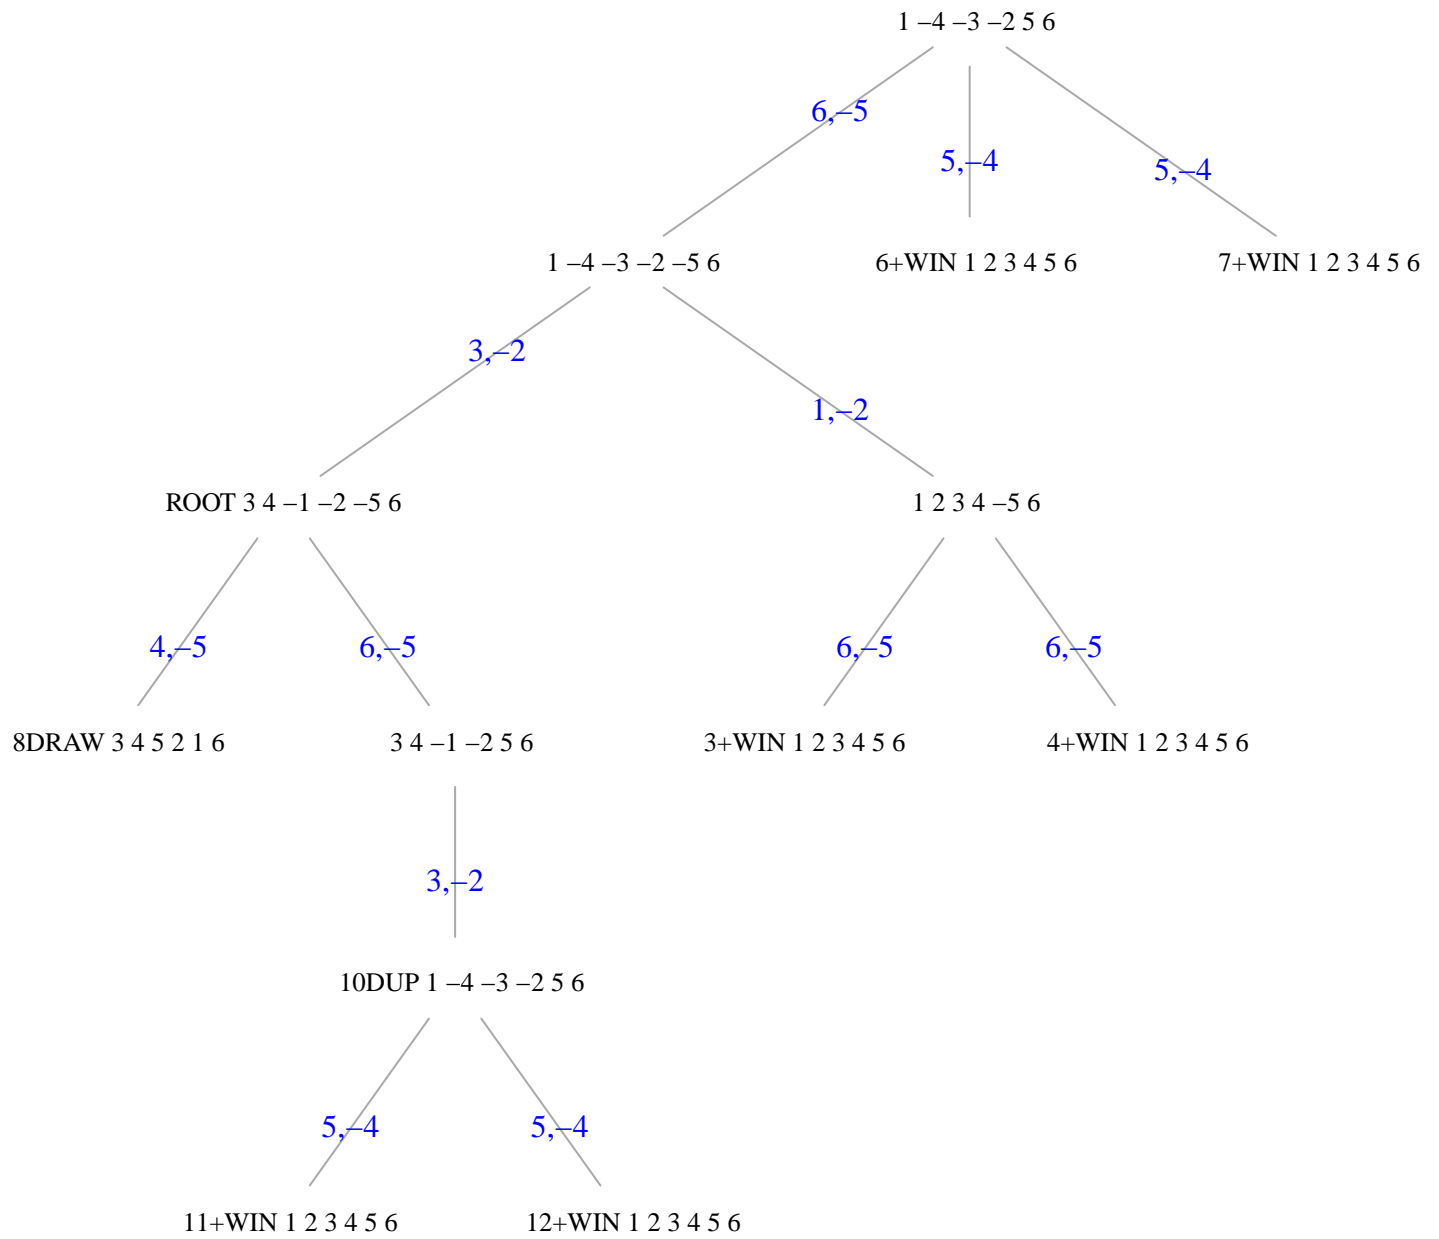 1 –4 –3 –2 5 6
6,–5
5,–4
5,–4
1 –4 –3 –2 –5 6
6+WIN 1 2 3 4 5 6
7+WIN 1 2 3 4 5 6
3,–2
1,–2
ROOT 3 4 –1 –2 –5 6
1 2 3 4 –5 6
4,–5
6,–5
6,–5
6,–5
8DRAW 3 4 5 2 1 6
3 4 –1 –2 5 6
3+WIN 1 2 3 4 5 6
4+WIN 1 2 3 4 5 6
3,–2
10DUP 1 –4 –3 –2 5 6
5,–4
5,–4
11+WIN 1 2 3 4 5 6
12+WIN 1 2 3 4 5 6